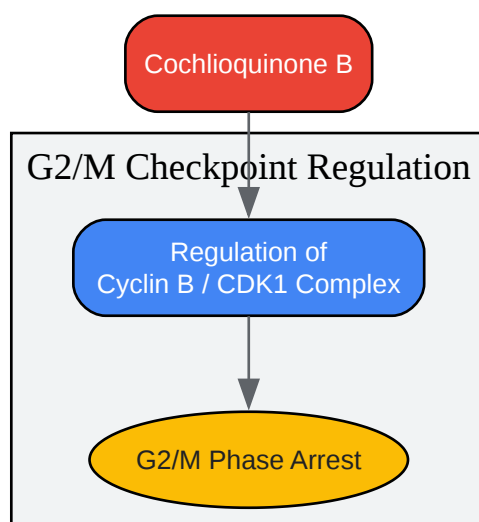 Cochlioquinone B
G2/M Checkpoint Regulation
Regulation of
Cyclin B / CDK1 Complex
G2/M Phase Arrest